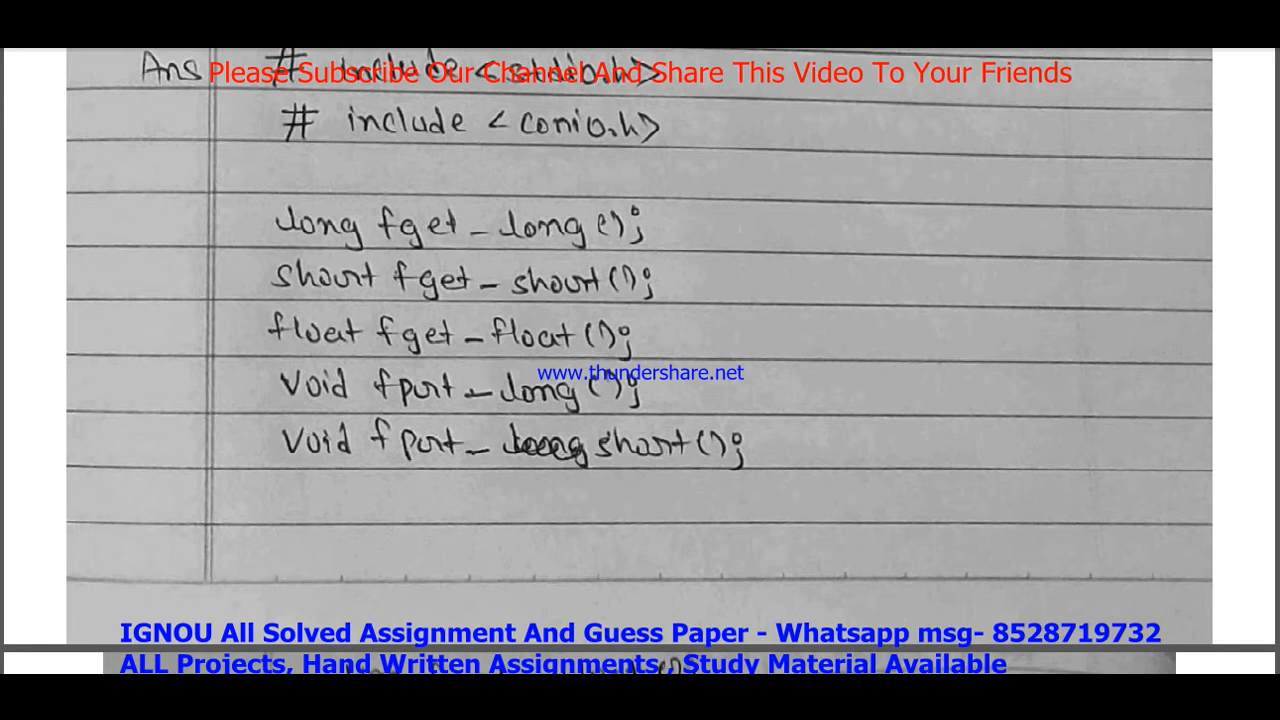 Ans # include <stdio.h>
Please Subscribe Our Channel And Share This Video To Your Friends
# include <conio.h>
long fget_long();
short fget_short();
float fget_float();
www.thundershare.net
void fput_long();
void fput_short();
IGNOU All Solved Assignment And Guess Paper - Whatsapp msg- 8528719732
ALL Projects, Hand Written Assignments, Study Material Available